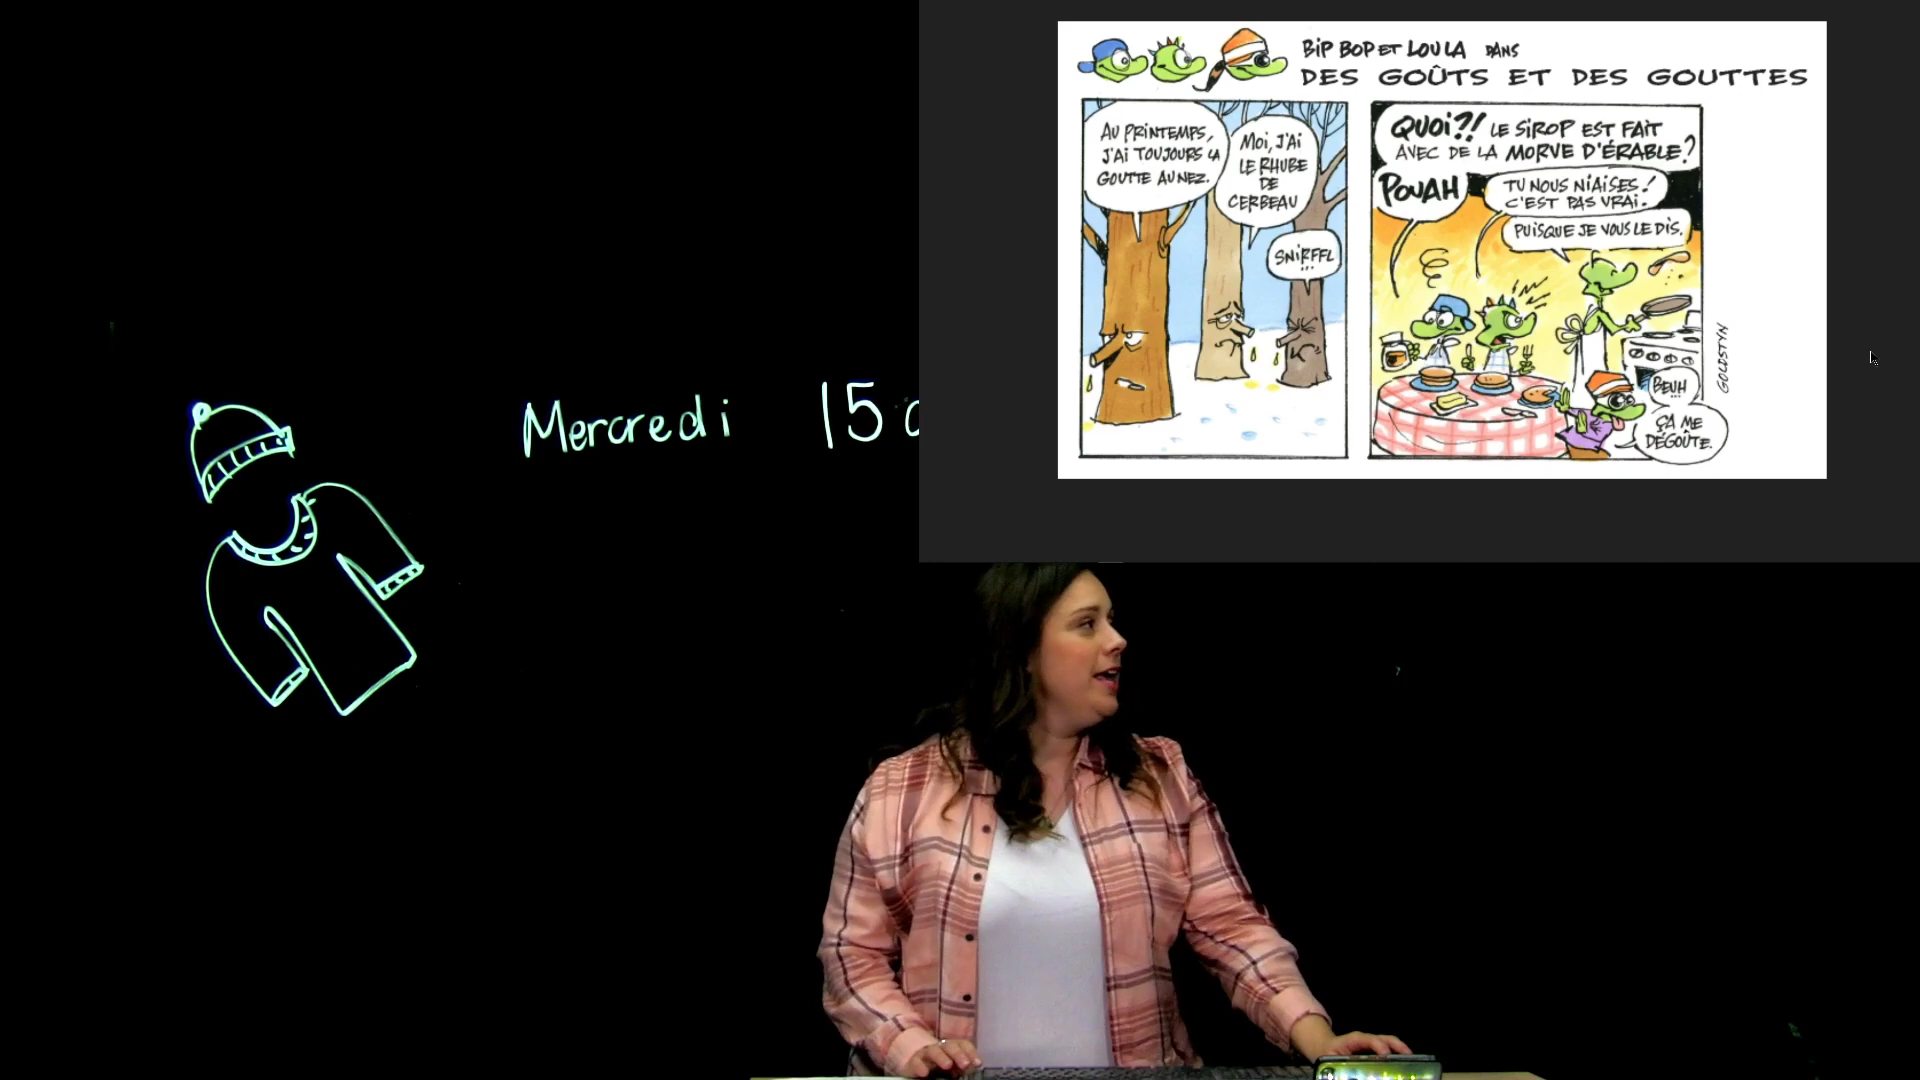 Mercredi 15
BIP BOP ET LOULA DANS
DES GOÛTS ET DES GOUTTES
AU PRINTEMPS,
J'AI TOUJOURS LA
GOUTTE AU NEZ.
MOI, J'AI
LE RHUBE
DE
CERBEAU
SNIRFFL
...
QUOI?! LE SIROP EST FAIT
AVEC DE LA MORVE D'ÉRABLE?
POUAH
TU NOUS NIAISES!
C'EST PAS VRAI!
PUISQUE JE VOUS LE DIS.
BEUH
...
ÇA ME
DÉGOÛTE.
GOLDSTYN